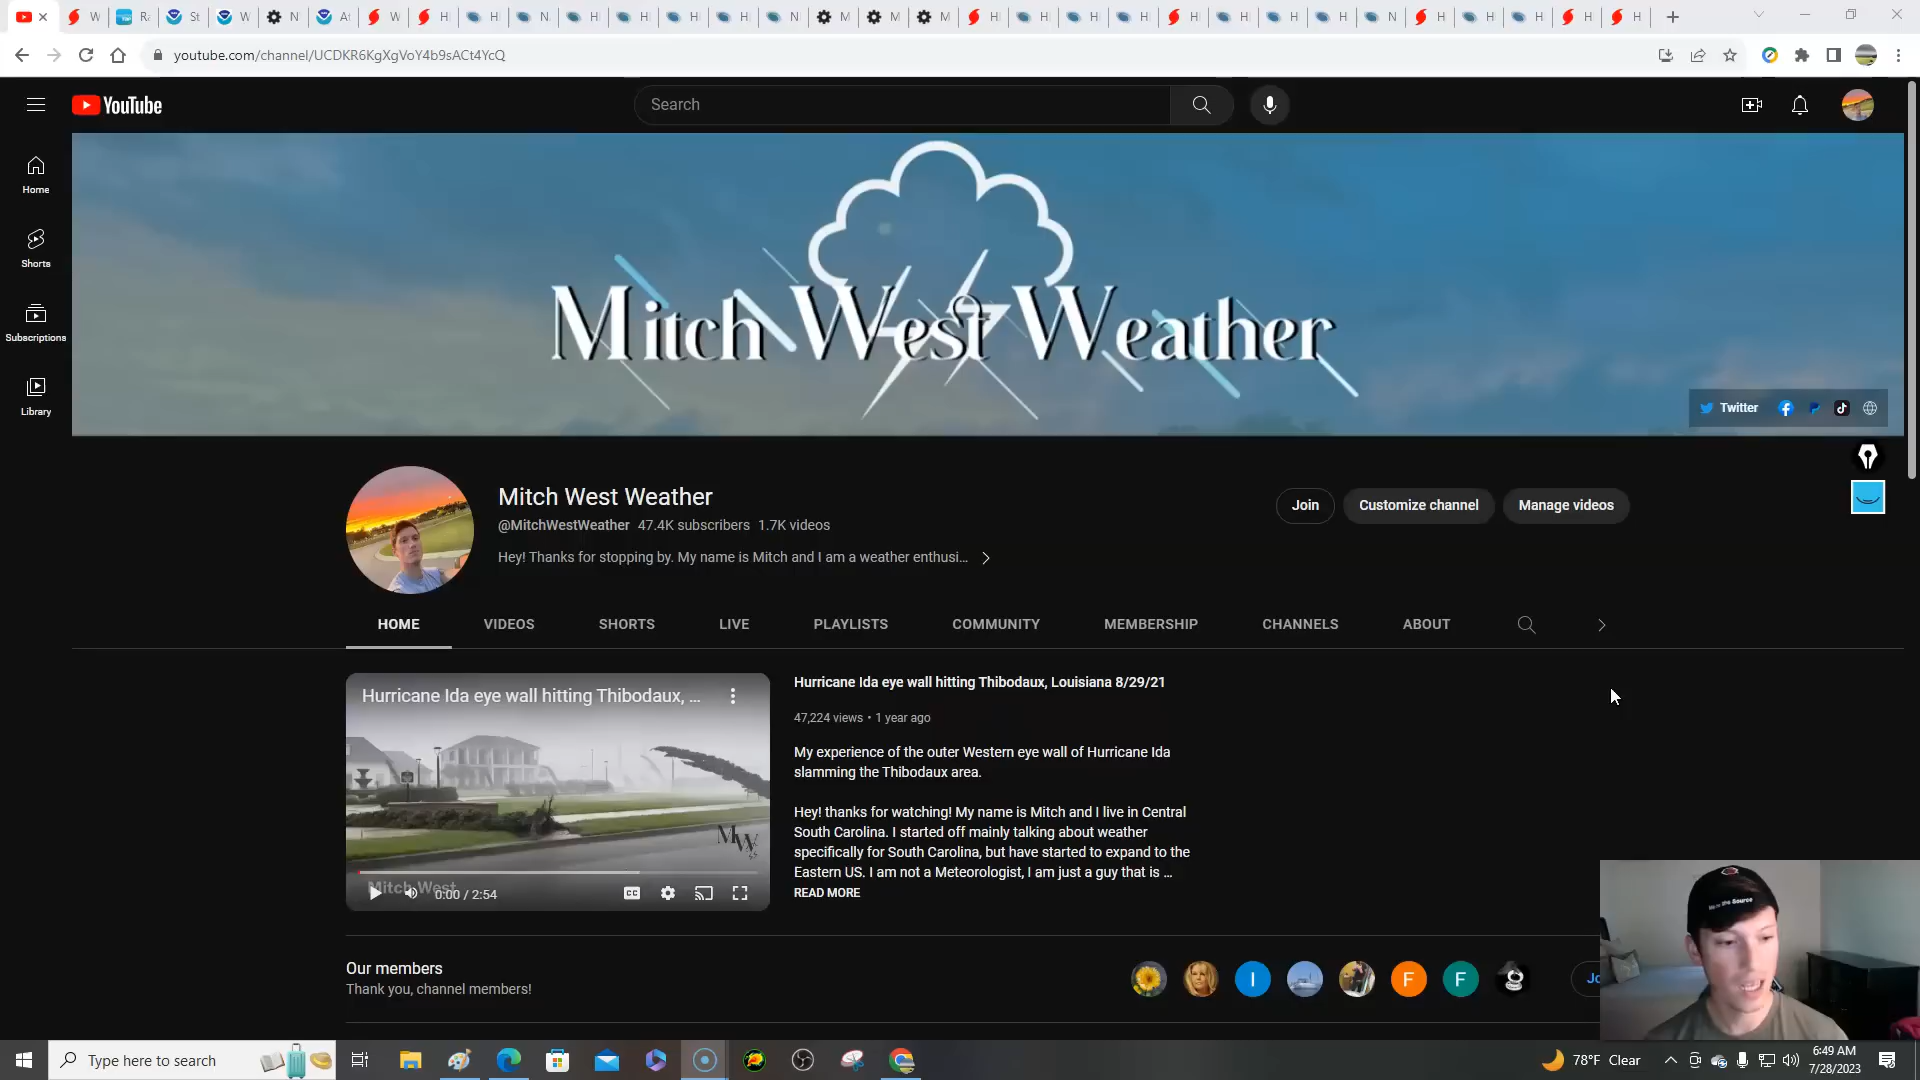 W
Ra
St
W
N
At
W
H
H
N
H
H
H
H
N
M
M
M
H
H
H
H
H
H
H
H
N
H
H
H
H
H
youtube.com/channel/UCDKR6KgXgVoY4b9sACt4YcQ
YouTube
Search
Home
Shorts
Subscriptions
Library
Mitch West Weather
Twitter
Mitch West Weather
@MitchWestWeather 47.4K subscribers 1.7K videos
Hey! Thanks for stopping by. My name is Mitch and I am a weather enthusi...
Join
Customize channel
Manage videos
HOME
VIDEOS
SHORTS
LIVE
PLAYLISTS
COMMUNITY
MEMBERSHIP
CHANNELS
ABOUT
Hurricane Ida eye wall hitting Thibodaux, ...
MW
Mitch West
0:00 / 2:54
CC
Hurricane Ida eye wall hitting Thibodaux, Louisiana 8/29/21
47,224 views • 1 year ago
My experience of the outer Western eye wall of Hurricane Ida
slamming the Thibodaux area.
Hey! thanks for watching! My name is Mitch and I live in Central
South Carolina. I started off mainly talking about weather
specifically for South Carolina, but have started to expand to the
Eastern US. I am not a Meteorologist, I am just a guy that is ...
READ MORE
Our members
Thank you, channel members!
I
F
F
Jo
Type here to search
78°F Clear
6:49 AM
7/28/2023